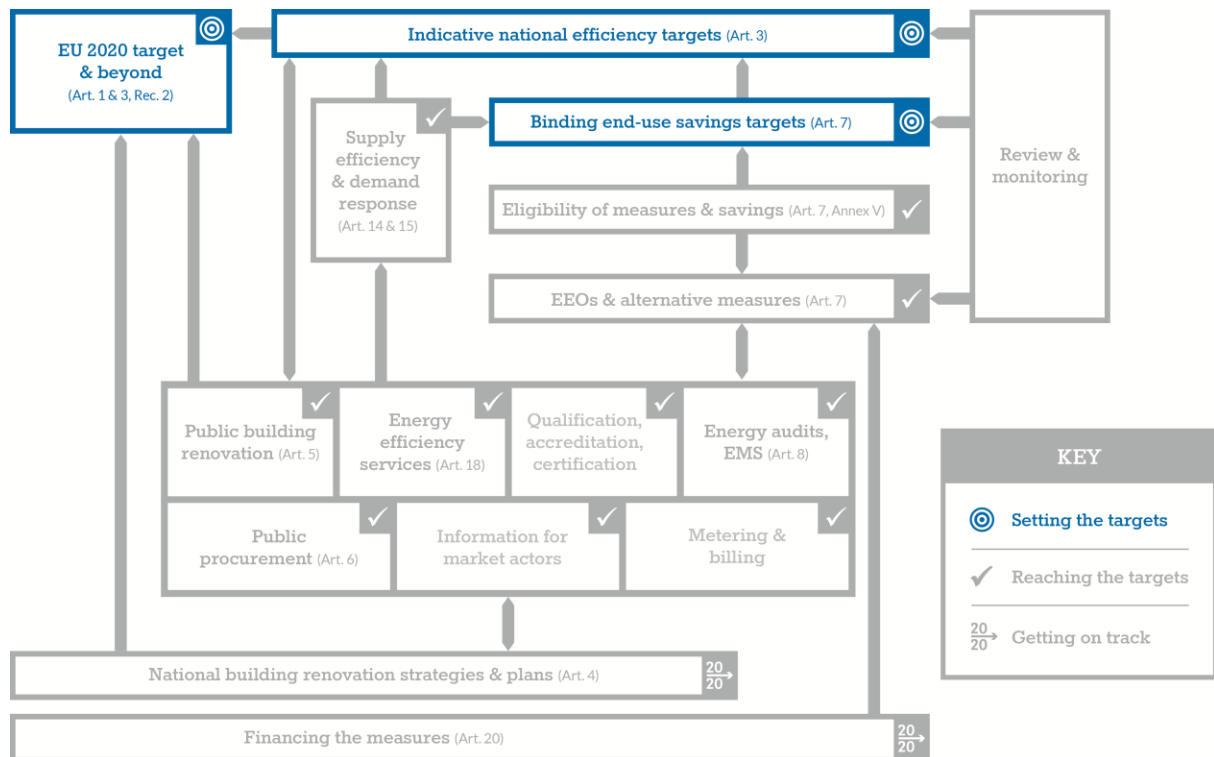 EU 2020 target
& beyond
(Art. 1 & 3, Rec. 2)
Indicative national efficiency targets (Art. 3)
Supply
efficiency
& demand
response
(Art. 14 & 15)
Binding end-use savings targets (Art. 7)
Review &
monitoring
Eligibility of measures & savings (Art. 7, Annex V)
EEOs & alternative measures (Art. 7)
Public building
renovation (Art. 5)
Energy
efficiency
services (Art. 18)
Qualification,
accreditation,
certification
Energy audits,
EMS (Art. 8)
Public
procurement (Art. 6)
Information for
market actors
Metering &
billing
National building renovation strategies & plans (Art. 4)
20
20
Financing the measures (Art. 20)
20
20
KEY
Setting the targets
Reaching the targets
20
20
Getting on track